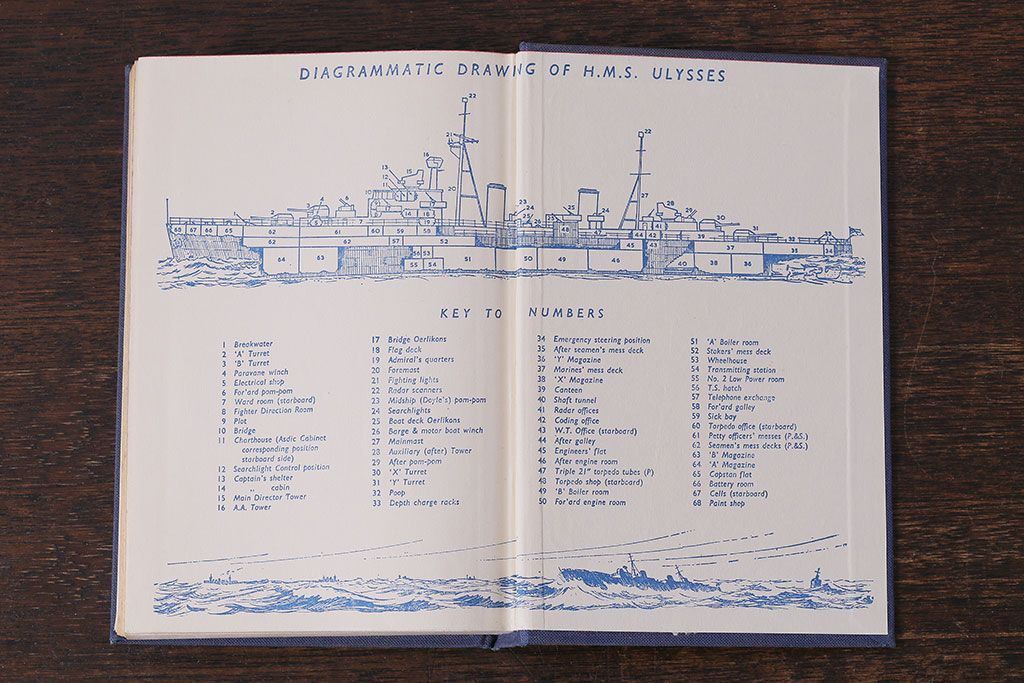 DIAGRAMMATIC DRAWNG OF H.M.S. ULYSSES
KEY TO NUMBERS
1 Breakwater
2 'A' Turret
3 'B' Turret
4 Paravane winch
5 Electrical shop
6 For'ard pom-pom
7 Ward room (starboard)
8 Fighter Direction Room
9 Plot
10 Bridge
11 Charthouse (Asdic Cabinet
corresponding position
starboard side)
12 Searchlight Control position
13 Captain's shelter
14 „ cabin
15 Main Director Tower
16 A.A. Tower
17 Bridge Oerlikons
18 Flag deck
19 Admiral's quarters
20 Foremast
21 Fighting lights
22 Radar scanners
23 Midship (Doyle's) pom-pom
24 Searchlights
25 Boat deck Oerlikons
26 Barge & motor boat winch
27 Mainmast
28 Auxiliary (after) Tower
29 After pom-pom
30 'X' Turret
31 'Y' Turret
32 Poop
33 Depth charge racks
34 Emergency steering position
35 After seamen's mess deck
36 'Y' Magazine
37 Marines' mess deck
38 'X' Magazine
39 Canteen
40 Shaft tunnel
41 Radar offices
42 Coding office
43 W.T. Office (starboard)
44 After galley
45 Engineers' flat
46 After engine room
47 Triple 21" torpedo tubes (P)
48 Torpedo shop (starboard)
49 'B' Boiler room
50 For'ard engine room
51 'A' Boiler room
52 Stokers' mess deck
53 Wheelhouse
54 Transmitting station
55 No. 2 Low Power room
56 T.S. hatch
57 Telephone exchange
58 For'ard galley
59 Sick bay
60 Torpedo office (starboard)
61 Petty officers' messes (P.&S.)
62 Seamen's mess decks (P.&S.)
63 'B' Magazine
64 'A' Magazine
65 Capstan flat
66 Battery room
67 Cells (starboard)
68 Paint shop